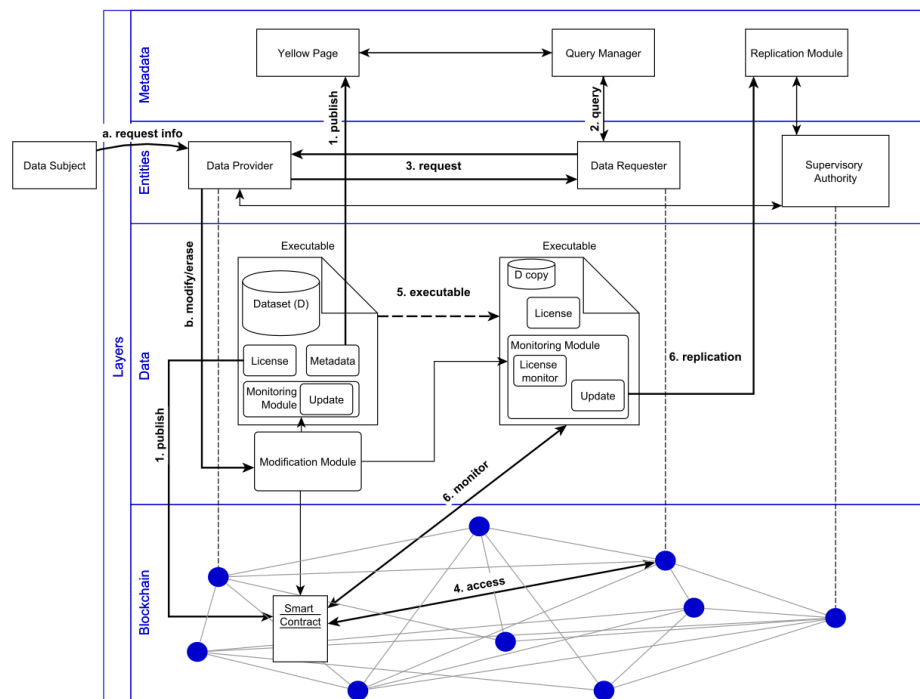 Layers
Metadata
Yellow Page
Query Manager
Replication Module
1. publish
2. query
a. request info
Entities
Data Subject
Data Provider
3. request
Data Requester
Supervisory
Authority
Data
b. modify/erase
Executable
Dataset (D)
License
Metadata
Monitoring
Module
Update
5. executable
Executable
D copy
License
Monitoring Module
License
monitor
Update
6. replication
1. publish
Modification Module
6. monitor
Blockchain
Smart
Contract
4. access